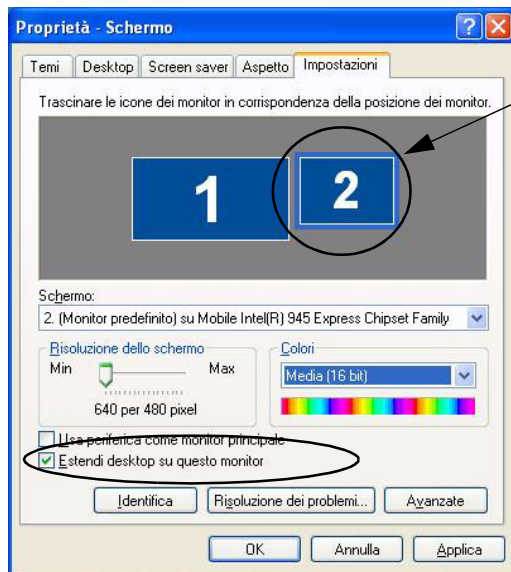 Proprietà - Schermo
Temi Desktop Screen saver Aspetto Impostazioni
Trascinare le icone dei monitor in corrispondenza della posizione dei monitor.
1 2
Schermo:
2. (Monitor predefinito) su Mobile Intel(R) 945 Express Chipset Family
Risoluzione dello schermo
Min Max
640 per 480 pixel
Colori
Media (16 bit)
Usa periferica come monitor principale
Estendi desktop su questo monitor
Identifica Risoluzione dei problemi... Avanzate
OK Annulla Applica